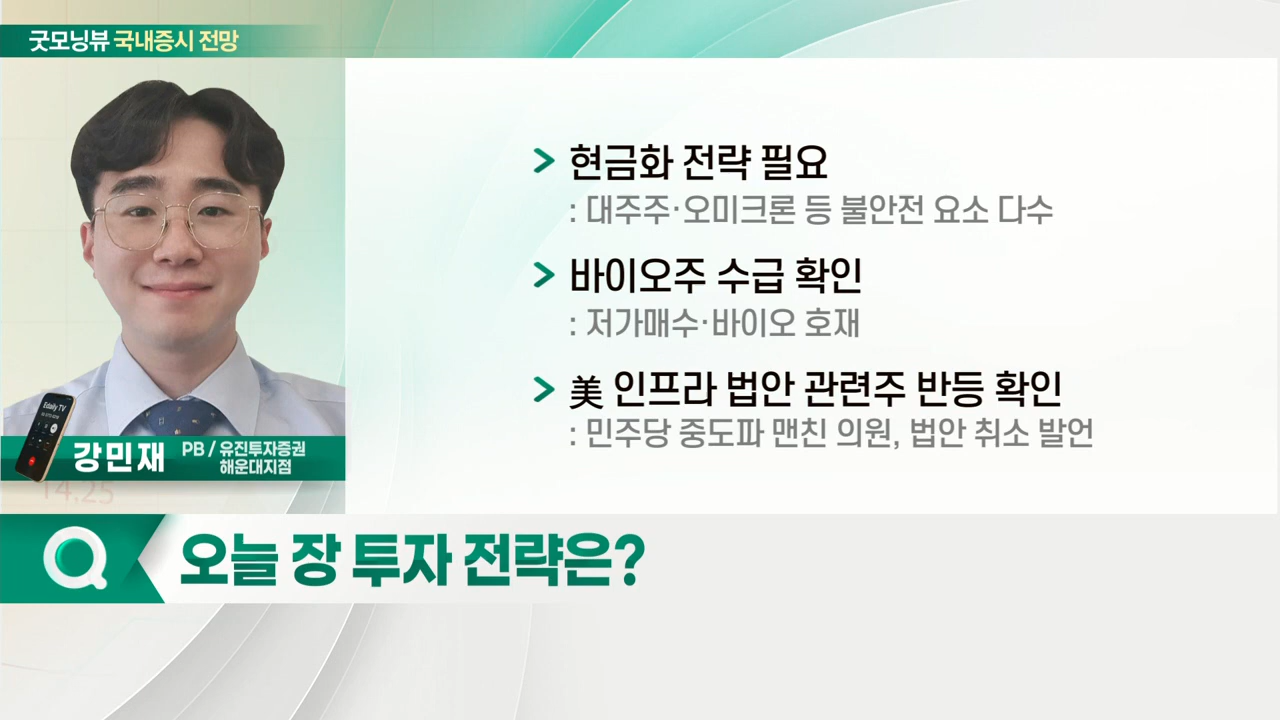 굿모닝뷰 국내증시 전망
> 현금화 전략 필요
: 대주주·오미크론 등 불안전 요소 다수
> 바이오주 수급 확인
: 저가매수·바이오 호재
> 美 인프라 법안 관련주 반등 확인
: 민주당 중도파 맨친 의원, 법안 취소 발언
Edaily TV
강민재 PB / 유진투자증권
해운대지점
14,25
Q 오늘 장 투자 전략은?